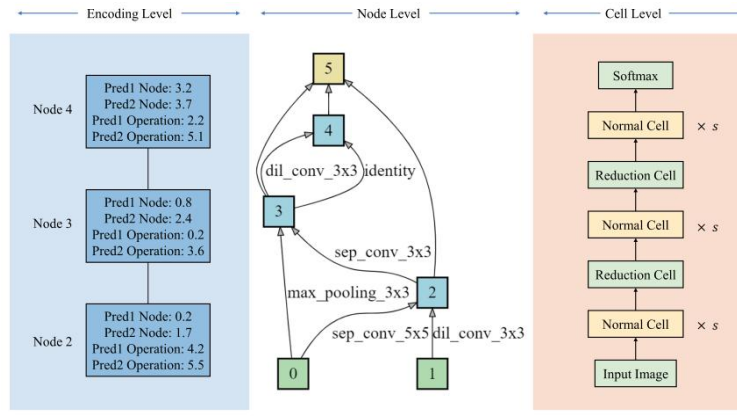 Encoding Level
Node Level
Cell Level
Node 4
Pred1 Node: 3.2
Pred2 Node: 3.7
Pred1 Operation: 2.2
Pred2 Operation: 5.1
Node 3
Pred1 Node: 0.8
Pred2 Node: 2.4
Pred1 Operation: 0.2
Pred2 Operation: 3.6
Node 2
Pred1 Node: 0.2
Pred2 Node: 1.7
Pred1 Operation: 4.2
Pred2 Operation: 5.5
5
4
dil_conv_3x3
identity
3
sep_conv_3x3
max_pooling_3x3
2
sep_conv_5x5
dil_conv_3x3
0
1
Softmax
Normal Cell × s
Reduction Cell
Normal Cell × s
Reduction Cell
Normal Cell × s
Input Image